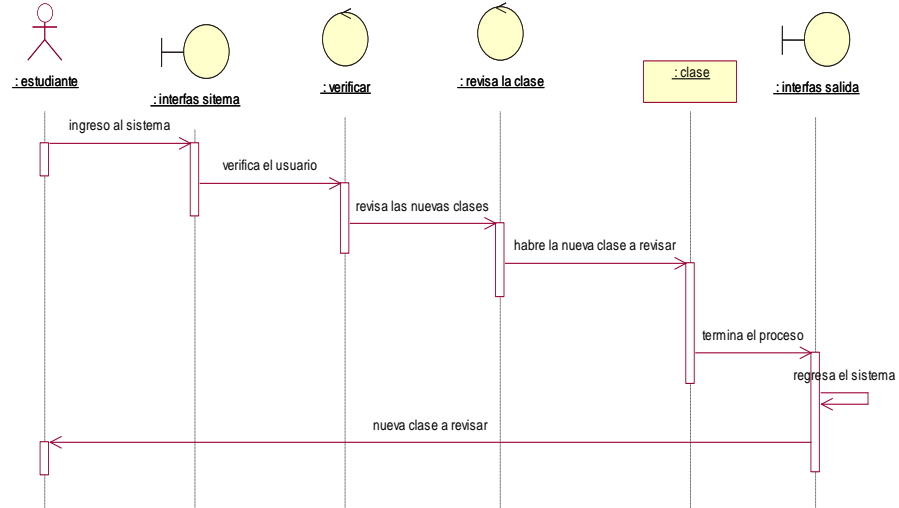 : estudiante
: interfas sitema
: verificar
: revisa la clase
: clase
: interfas salida
ingreso al sistema
verifica el usuario
revisa las nuevas clases
habre la nueva clase a revisar
termina el proceso
regresa el sistema
nueva clase a revisar